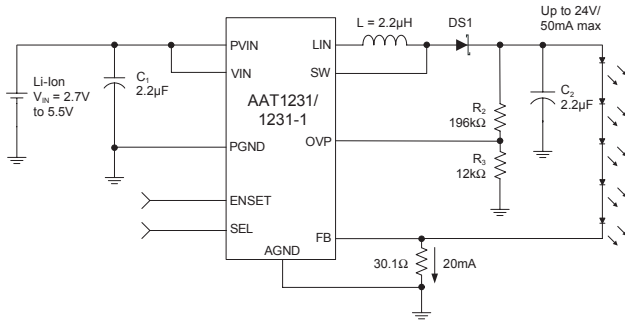 Up to 24V/
50mA max
L = 2.2μH
DS1
PVIN
LIN
VIN
SW
Li-Ion
VIN = 2.7V
to 5.5V
C1
2.2μF
AAT1231/
1231-1
R2
196kΩ
C2
2.2μF
PGND
OVP
R3
12kΩ
ENSET
SEL
FB
AGND
30.1Ω
20mA